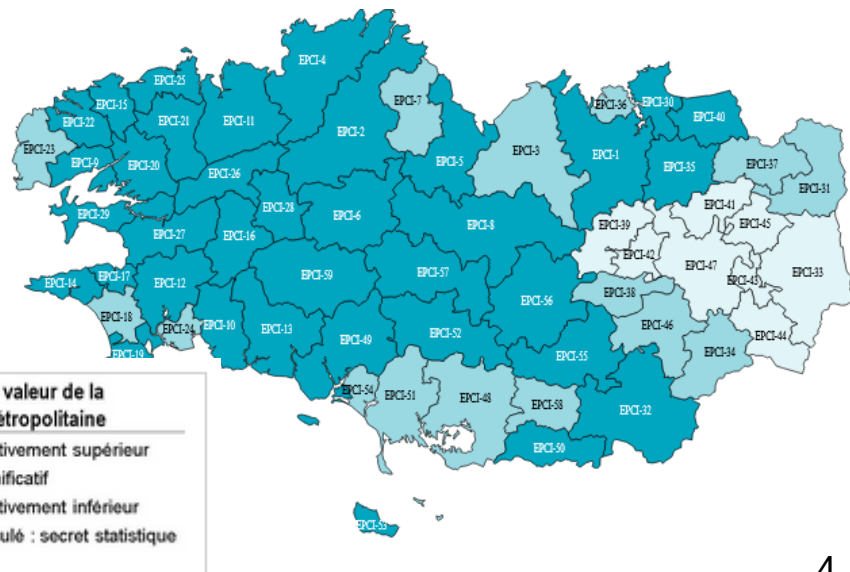 EPCI-4
EPCI-25
EPCI-15
EPCI-22
EPCI-21
EPCI-11
EPCI-7
EPCI-2
EPCI-36
EPCI-30
EPCI-40
EPCI-23
EPCI-9
EPCI-20
EPCI-26
EPCI-5
EPCI-3
EPCI-1
EPCI-35
EPCI-37
EPCI-31
EPCI-29
EPCI-28
EPCI-6
EPCI-8
EPCI-39
EPCI-41
EPCI-45
EPCI-27
EPCI-16
EPCI-42
EPCI-47
EPCI-33
EPCI-14
EPCI-17
EPCI-12
EPCI-59
EPCI-57
EPCI-56
EPCI-38
EPCI-43
EPCI-18
EPCI-24
EPCI-10
EPCI-13
EPCI-49
EPCI-52
EPCI-46
EPCI-44
EPCI-19
EPCI-55
EPCI-34
EPCI-54
EPCI-51
EPCI-48
EPCI-58
EPCI-32
EPCI-50
EPCI-53
valeur de la
étropolitaine
tivement supérieur
nificatif
tivement inférieur
ulé : secret statistique
4